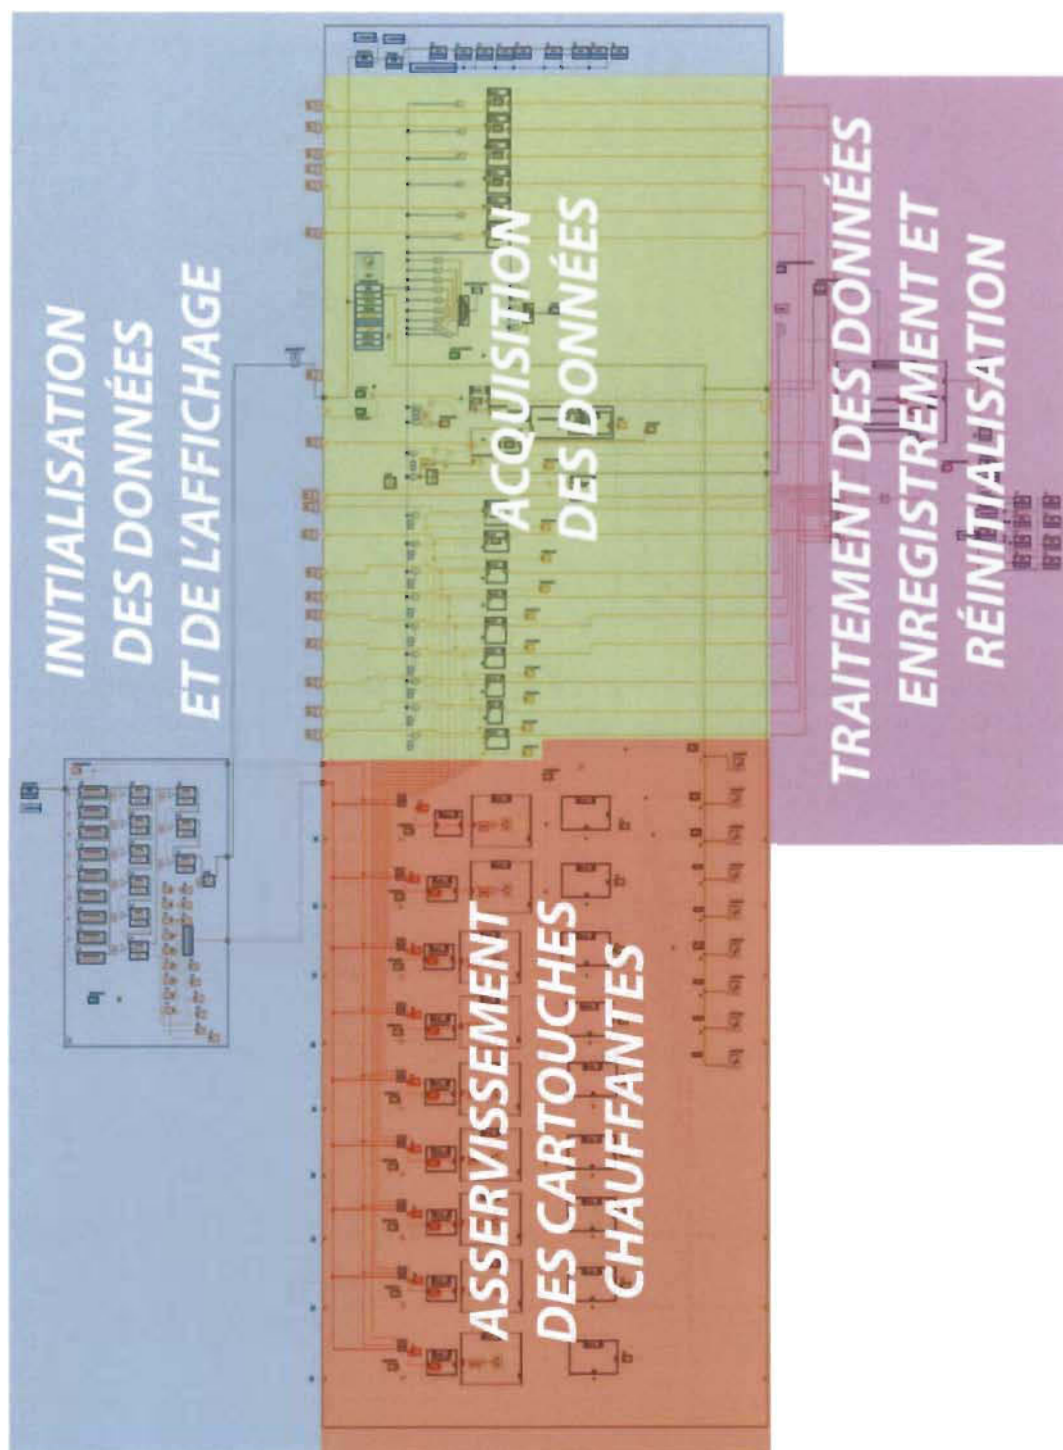 INITIALISATION
DES DONNÉES
ET DE L'AFFICHAGE
ACQUISITION
DES DONNÉES
ASSERVISSEMENT
DES CARTOUCHES
CHAUFFANTES
TRAITEMENT DES DONNÉES
ENREGISTREMENT ET
RÉINITIALISATION